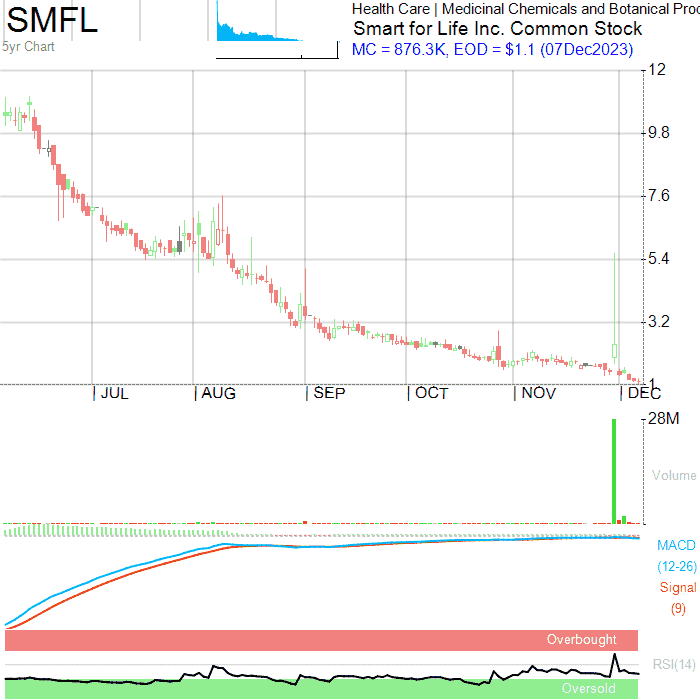 SMFL
5yr Chart
Health Care | Medicinal Chemicals and Botanical Proc
Smart for Life Inc. Common Stock
MC = 876.3K, EOD = $1.1 (07Dec2023)
12
9.8
7.6
5.4
3.2
1
JUL AUG SEP OCT NOV DEC
28M
Volume
MACD
(12-26)
Signal
(9)
Overbought
RSI(14)
Oversold